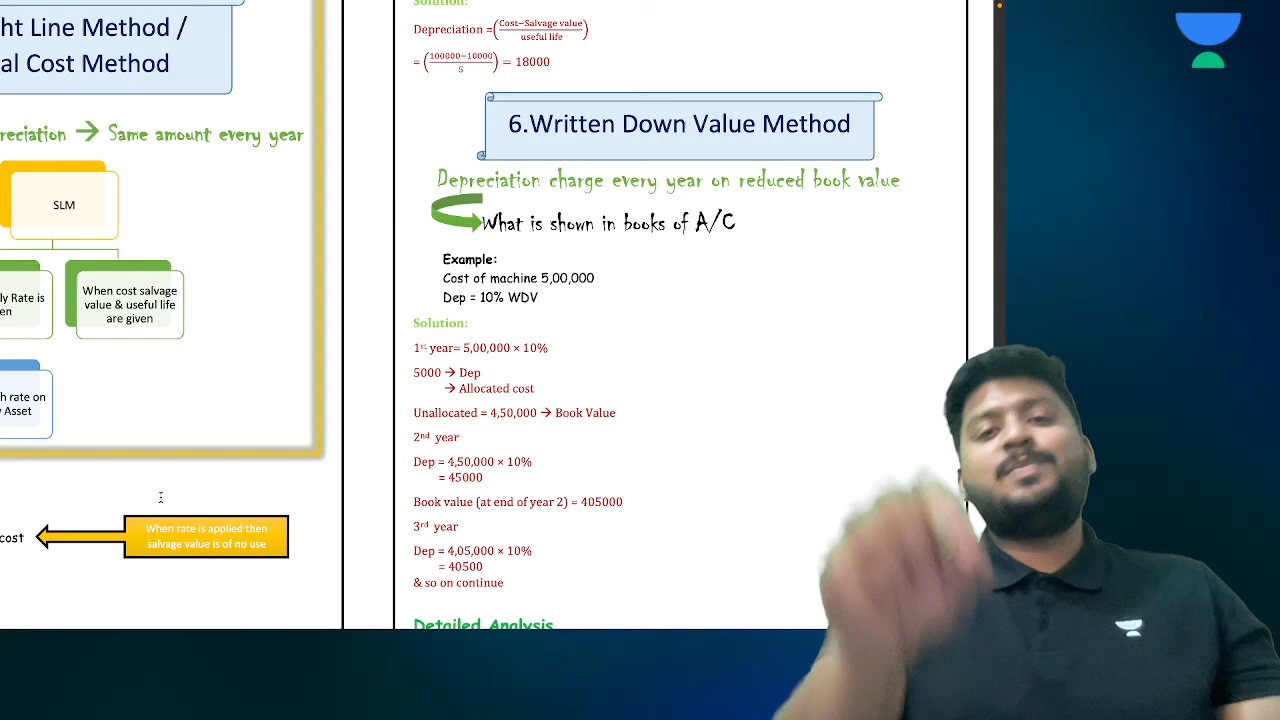 ht Line Method /
al Cost Method
reciation → Same amount every year
SLM
ly Rate is
en
When cost salvage
value & useful life
are given
h rate on
Asset
cost
When rate is applied then
salvage value is of no use
Solution:
Depreciation =(Cost−Salvage value/useful life)
= (100000−10000/5) = 18000
6.Written Down Value Method
Depreciation charge every year on reduced book value
What is shown in books of A/C
Example:
Cost of machine 5,00,000
Dep = 10% WDV
Solution:
1st year= 5,00,000 × 10%
5000 → Dep
→ Allocated cost
Unallocated = 4,50,000 → Book Value
2nd year
Dep = 4,50,000 × 10%
= 45000
Book value (at end of year 2) = 405000
3rd year
Dep = 4,05,000 × 10%
= 40500
& so on continue
Detailed Analysis